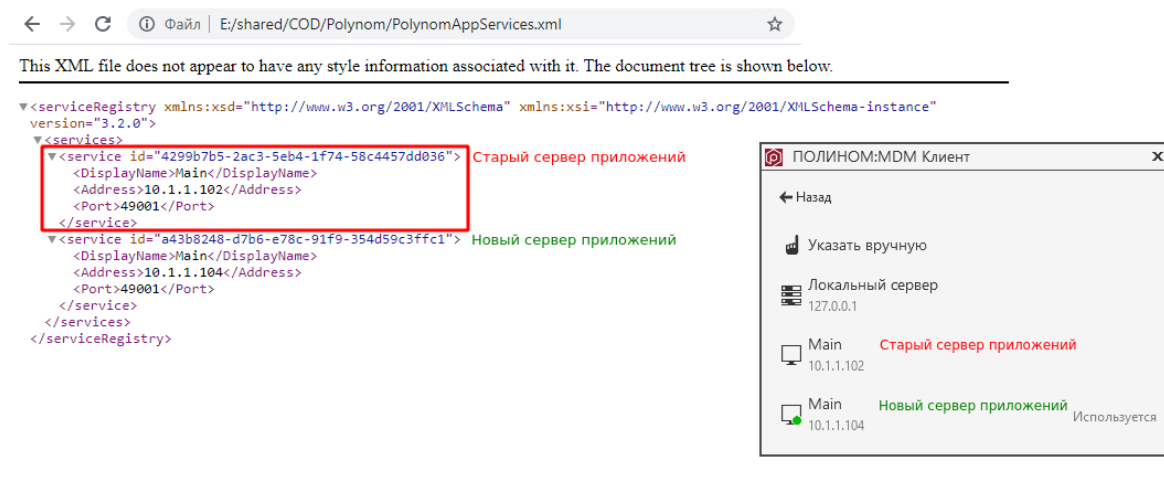 Файл | E:/shared/COD/Polynom/PolynomAppServices.xml
This XML file does not appear to have any style information associated with it. The document tree is shown below.
▼<serviceRegistry xmlns:xsd="http://www.w3.org/2001/XMLSchema" xmlns:xsi="http://www.w3.org/2001/XMLSchema-instance"
version="3.2.0">
▼<services>
▼<service id="4299b7b5-2ac3-5eb4-1f74-58c4457dd036"> Старый сервер приложений
<DisplayName>Main</DisplayName>
<Address>10.1.1.102</Address>
<Port>49001</Port>
</service>
▼<service id="a43b8248-d7b6-e78c-91f9-354d59c3ffc1"> Новый сервер приложений
<DisplayName>Main</DisplayName>
<Address>10.1.1.104</Address>
<Port>49001</Port>
</service>
</services>
</serviceRegistry>
ПОЛИНОМ:MDM Клиент x
Назад
Указать вручную
Локальный сервер
127.0.0.1
Main Старый сервер приложений
10.1.1.102
Main Новый сервер приложений
10.1.1.104 Используется